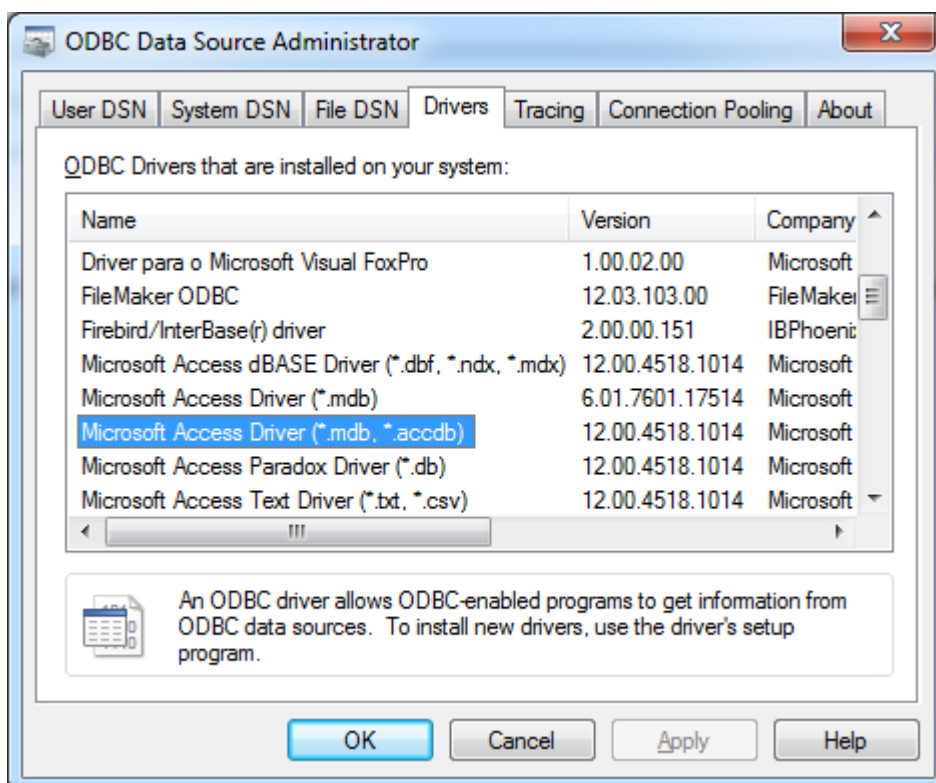 ODBC Data Source Administrator
User DSN System DSN File DSN Drivers Tracing Connection Pooling About
ODBC Drivers that are installed on your system:
Name Version Company
Driver para o Microsoft Visual FoxPro 1.00.02.00 Microsoft
FileMaker ODBC 12.03.103.00 FileMaker
Firebird/InterBase(r) driver 2.00.00.151 IBPhoenix
Microsoft Access dBASE Driver (*.dbf, *.ndx, *.mdx) 12.00.4518.1014 Microsoft
Microsoft Access Driver (*.mdb) 6.01.7601.17514 Microsoft
Microsoft Access Driver (*.mdb, *.accdb) 12.00.4518.1014 Microsoft
Microsoft Access Paradox Driver (*.db) 12.00.4518.1014 Microsoft
Microsoft Access Text Driver (*.txt, *.csv) 12.00.4518.1014 Microsoft
An ODBC driver allows ODBC-enabled programs to get information from
ODBC data sources. To install new drivers, use the driver's setup
program.
OK Cancel Apply Help